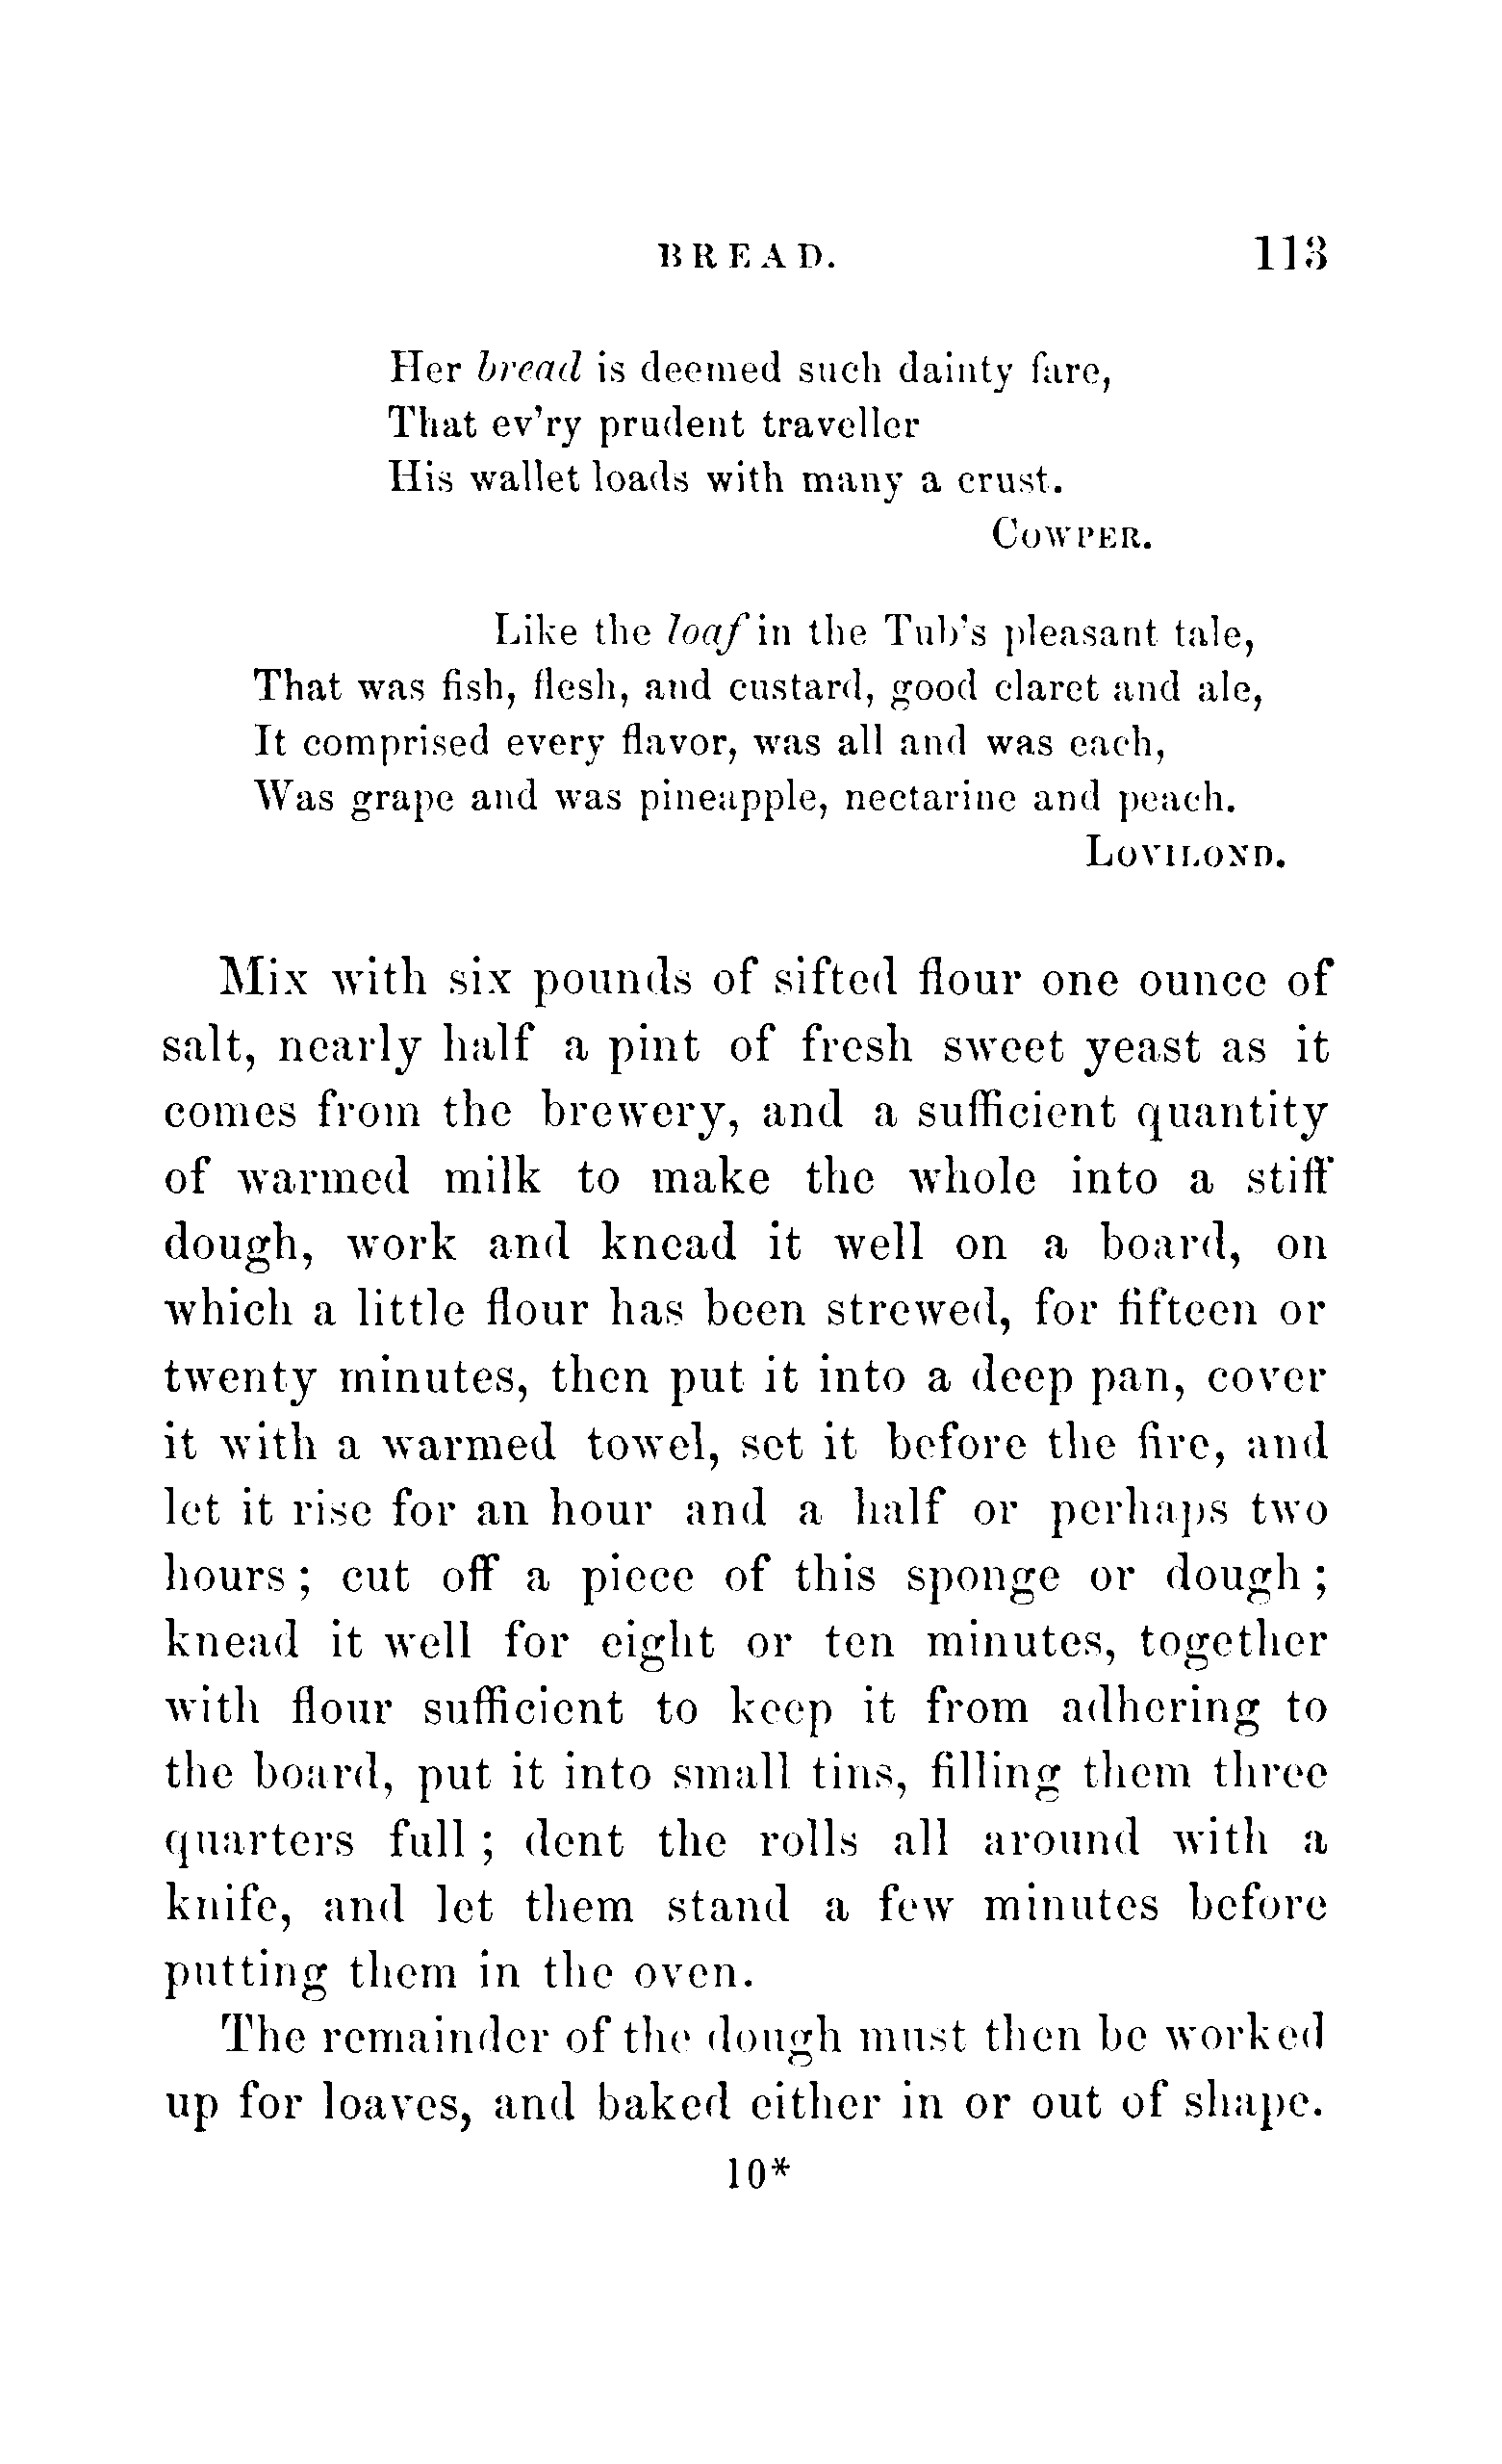 BREAD. 113
Her bread is deemed such dainty fare,
That ev'ry prudent traveller
His wallet loads with many a crust.
COWPER.
Like the loaf in the Tub's pleasant tale,
That was fish, flesh, and custard, good claret and ale,
It comprised every flavor, was all and was each,
Was grape and was pineapple, nectarine and peach.
LOVILOND.
Mix with six pounds of sifted flour one ounce of
salt, nearly half a pint of fresh sweet yeast as it
comes from the brewery, and a sufficient quantity
of warmed milk to make the whole into a stiff
dough, work and knead it well on a board, on
which a little flour has been strewed, for fifteen or
twenty minutes, then put it into a deep pan, cover
it with a warmed towel, set it before the fire, and
let it rise for an hour and a half or perhaps two
hours; cut off a piece of this sponge or dough;
knead it well for eight or ten minutes, together
with flour sufficient to keep it from adhering to
the board, put it into small tins, filling them three
quarters full; dent the rolls all around with a
knife, and let them stand a few minutes before
putting them in the oven.
The remainder of the dough must then be worked
up for loaves, and baked either in or out of shape.
10*